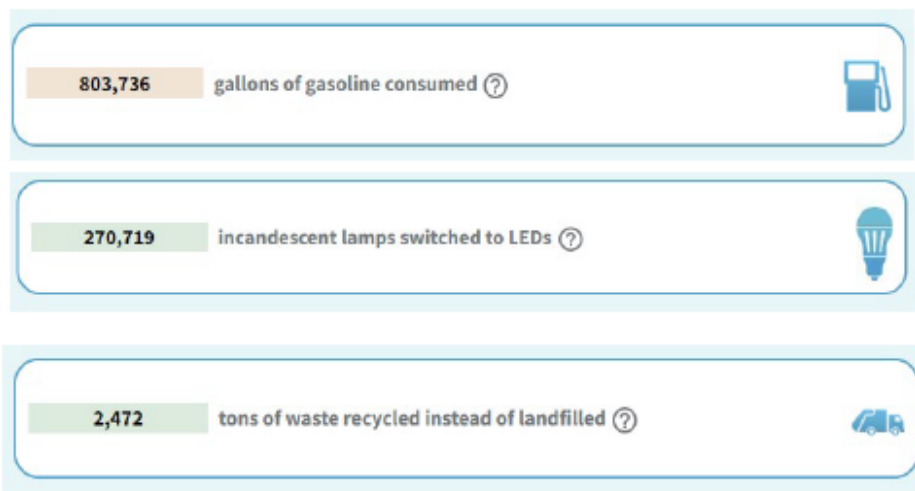 803,736 gallons of gasoline consumed ?
270,719 incandescent lamps switched to LEDs ?
2,472 tons of waste recycled instead of landfilled ?